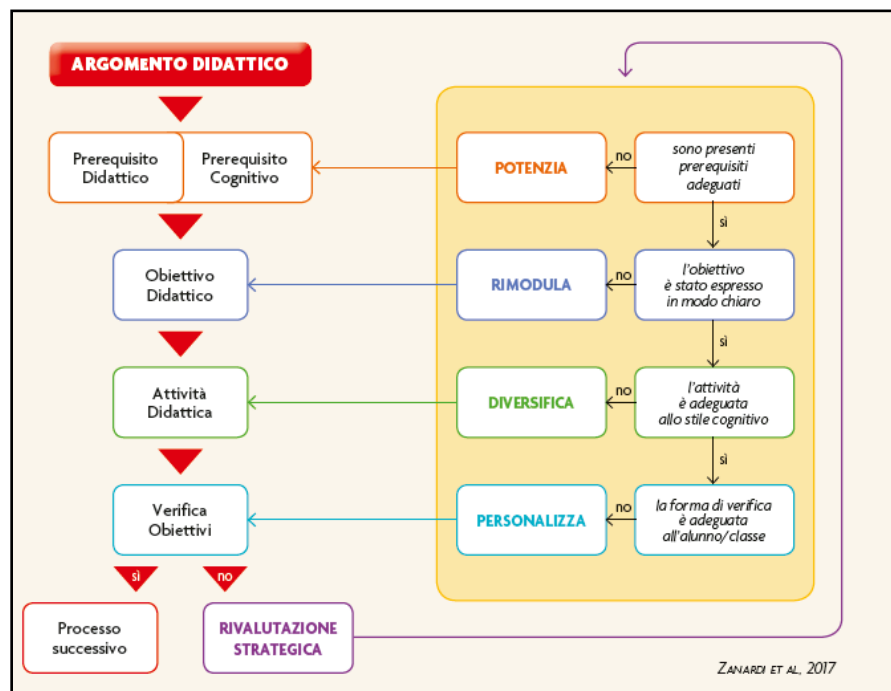 ARGOMENTO DIDATTICO
Prerequisito
Didattico
Prerequisito
Cognitivo
POTENZIA
no
sono presenti
prerequisiti
adeguati
sì
Obiettivo
Didattico
RIMODULA
no
l'obiettivo
è stato espresso
in modo chiaro
sì
Attività
Didattica
DIVERSIFICA
no
l'attività
è adeguata
allo stile cognitivo
sì
Verifica
Obiettivi
PERSONALIZZA
no
la forma di verifica
è adeguata
all'alunno/classe
sì
no
Processo
successivo
RIVALUTAZIONE
STRATEGICA
ZANARDI ET AL, 2017